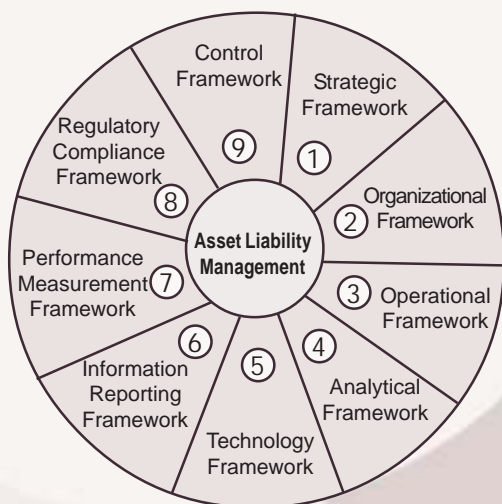 Asset Liability
Management
Strategic
Framework
1
Organizational
Framework
2
Operational
Framework
3
Analytical
Framework
4
Technology
Framework
5
Information
Reporting
Framework
6
Performance
Measurement
Framework
7
Regulatory
Compliance
Framework
8
Control
Framework
9